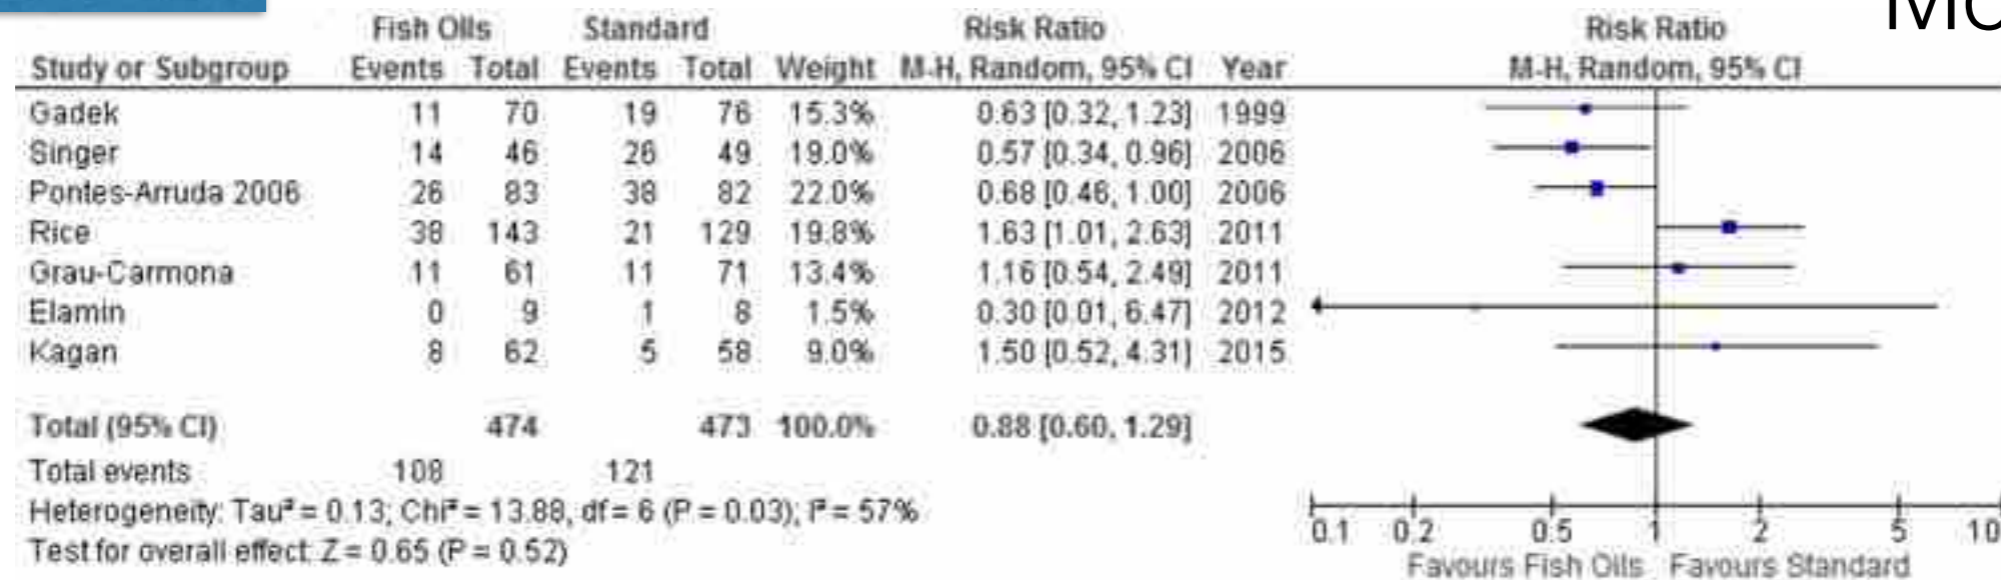 MO
Fish Oils Standard Risk Ratio Risk Ratio
Study or Subgroup Events Total Events Total Weight M-H, Random, 95% CI Year M-H, Random, 95% CI
Gadek 11 70 19 76 15.3% 0.63 [0.32, 1.23] 1999
Singer 14 46 26 49 19.0% 0.57 [0.34, 0.96] 2006
Pontes-Arruda 2006 26 83 38 82 22.0% 0.68 [0.46, 1.00] 2006
Rice 38 143 21 129 19.8% 1.63 [1.01, 2.63] 2011
Grau-Carmona 11 61 11 71 13.4% 1.16 [0.54, 2.49] 2011
Elamin 0 9 1 8 1.5% 0.30 [0.01, 6.47] 2012
Kagan 8 62 5 58 9.0% 1.50 [0.52, 4.31] 2015
Total (95% CI) 474 473 100.0% 0.88 [0.60, 1.29]
Total events 108 121
Heterogeneity: Tau² = 0.13; Chi² = 13.88, df = 6 (P = 0.03); I² = 57%
Test for overall effect: Z = 0.65 (P = 0.52)
0.1 0.2 0.5 1 2 5 10
Favours Fish Oils Favours Standard